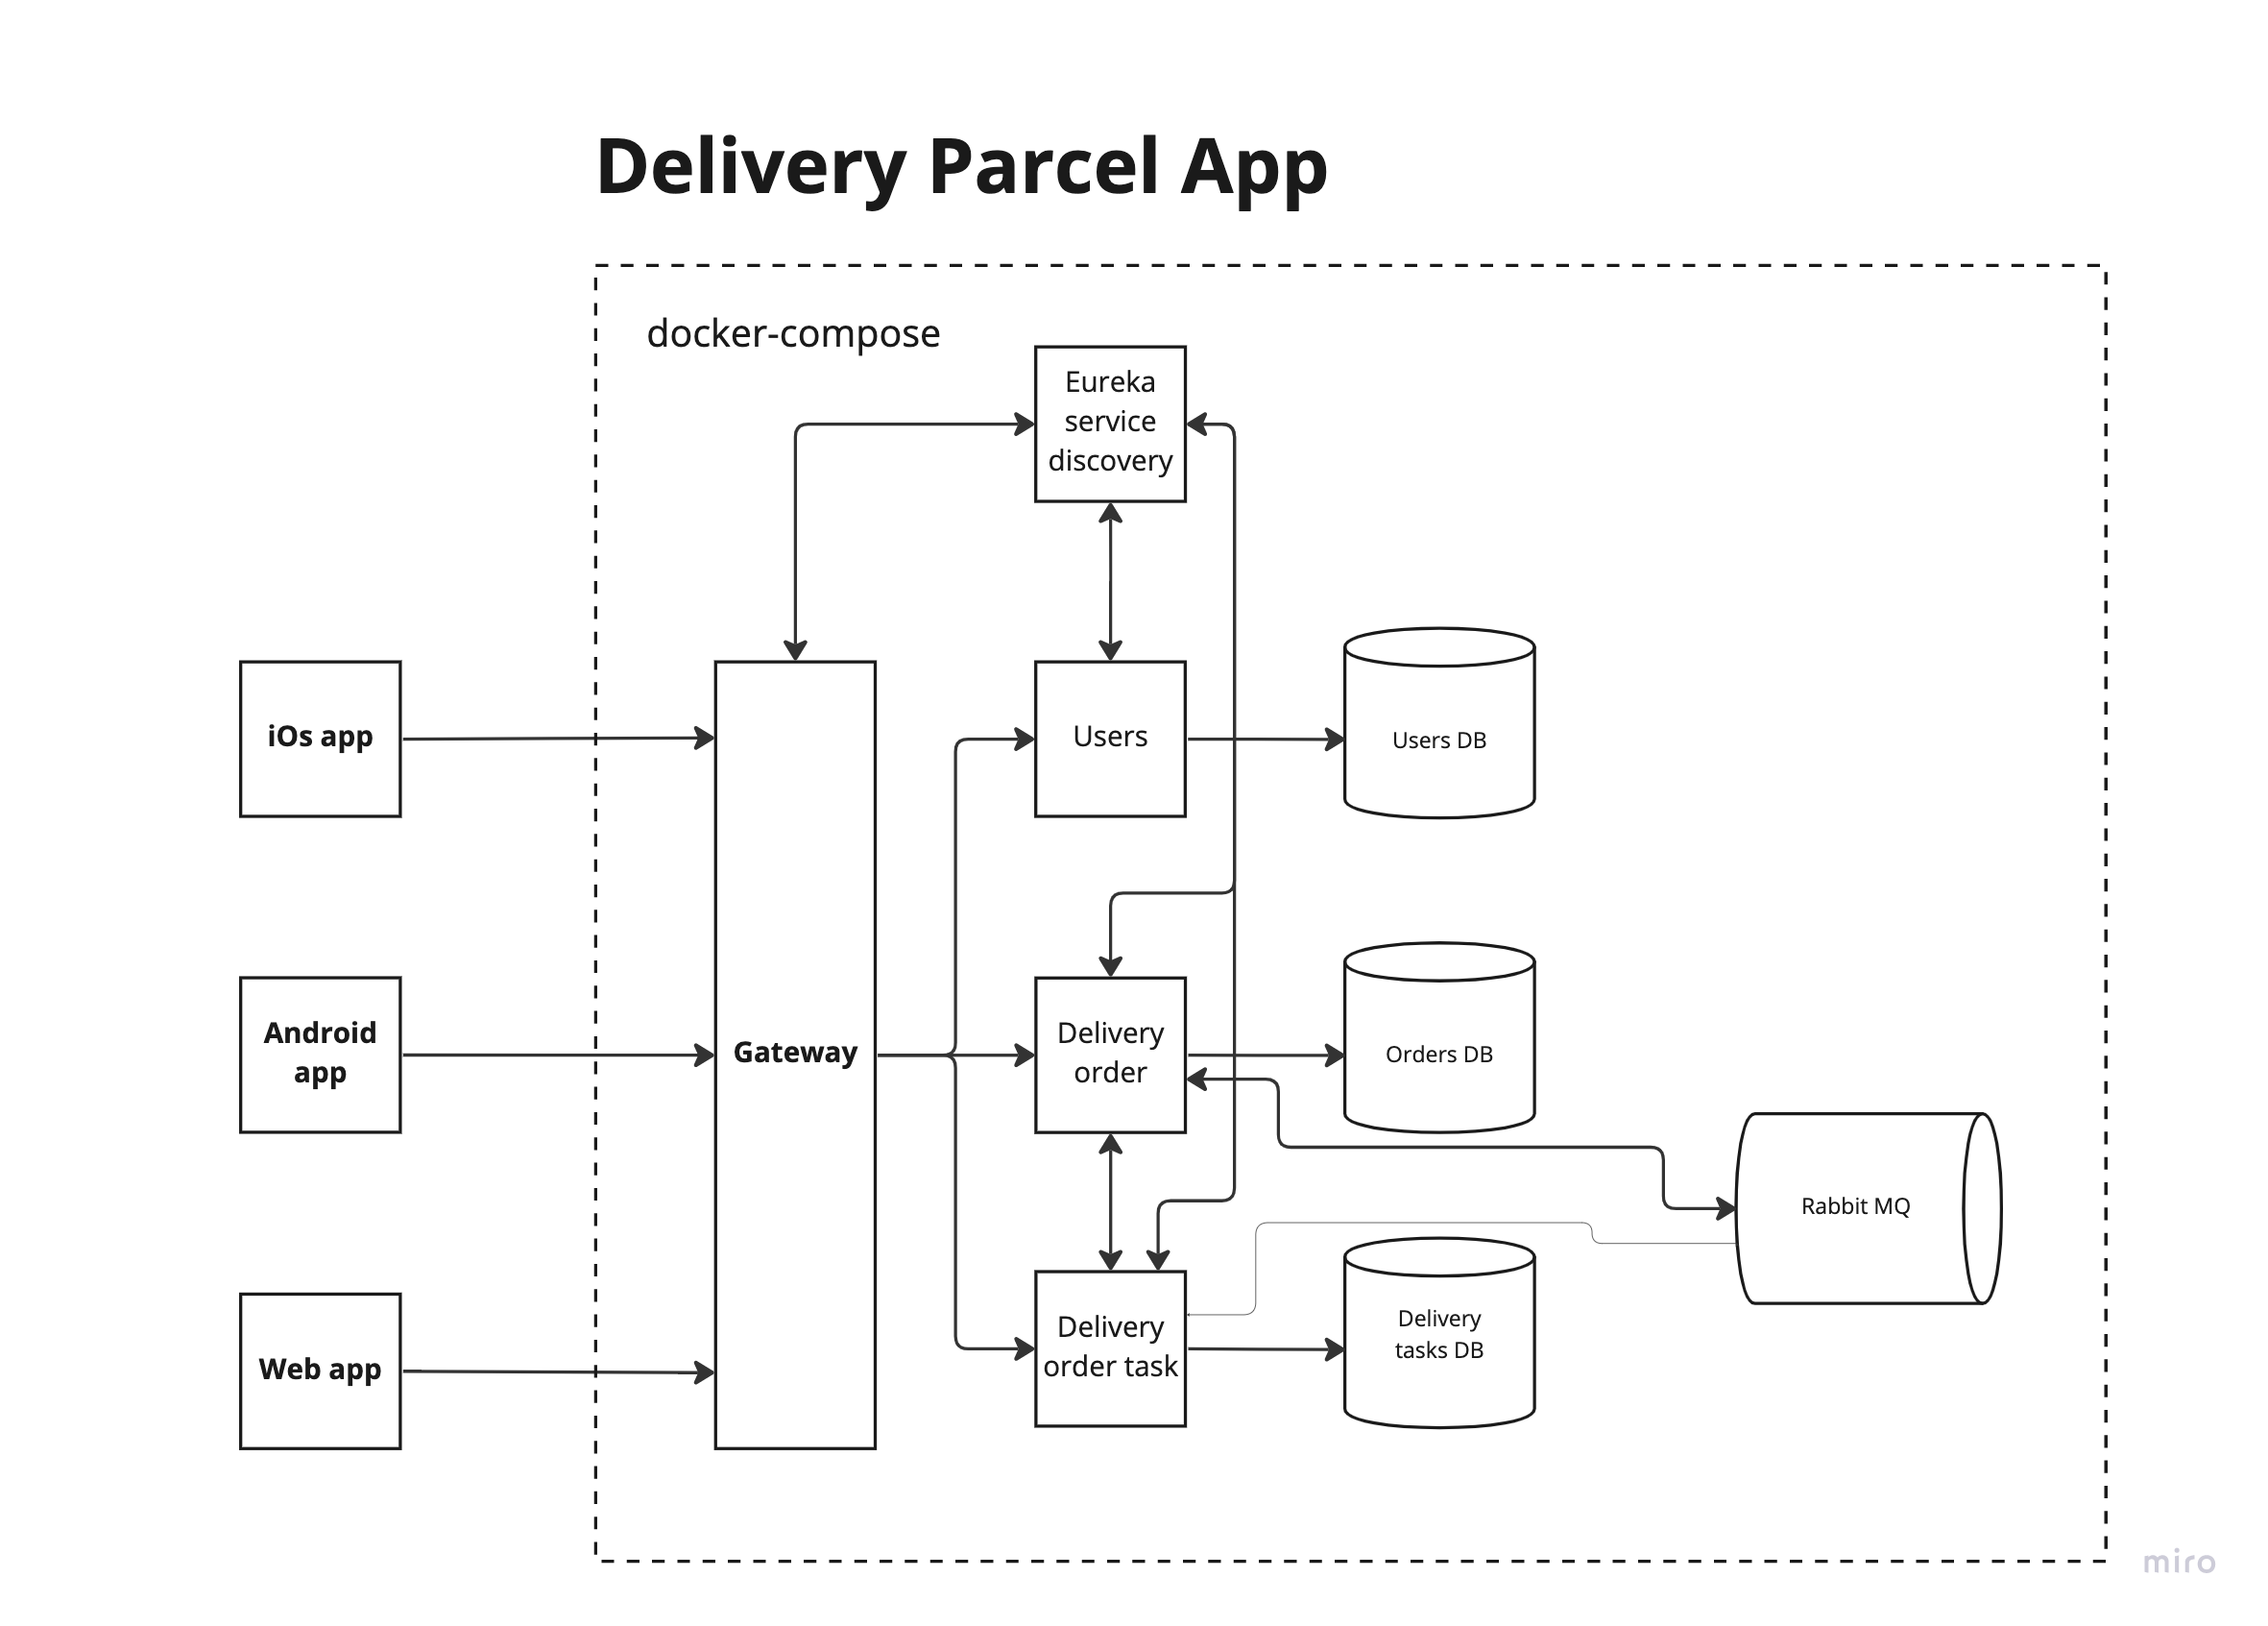 Delivery Parcel App
docker-compose
Eureka
service
discovery
iOs app
Users
Users DB
Android
app
Gateway
Delivery
order
Orders DB
Rabbit MQ
Web app
Delivery
order task
Delivery
tasks DB
miro